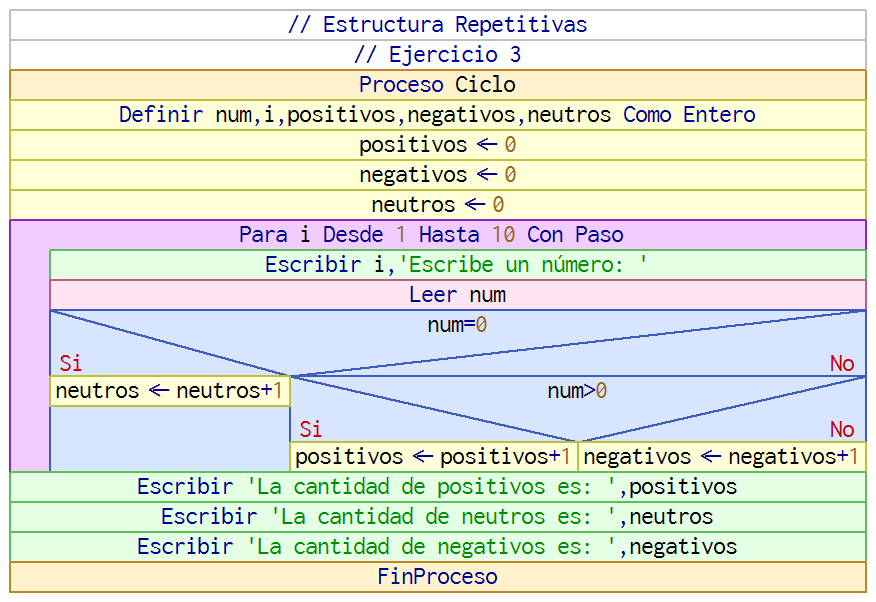 // Estructura Repetitivas
// Ejercicio 3
Proceso Ciclo
Definir num,i,positivos,negativos,neutros Como Entero
positivos ← 0
negativos ← 0
neutros ← 0
Para i Desde 1 Hasta 10 Con Paso
Escribir i,'Escribe un número: '
Leer num
num=0
Si No
neutros ← neutros+1
num>0
Si No
positivos ← positivos+1
negativos ← negativos+1
Escribir 'La cantidad de positivos es: ',positivos
Escribir 'La cantidad de neutros es: ',neutros
Escribir 'La cantidad de negativos es: ',negativos
FinProceso